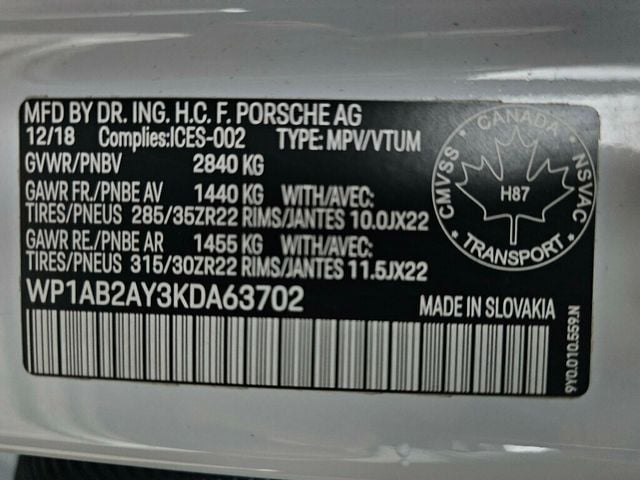 MFD BY DR. ING. H.C. F. PORSCHE AG
12/18 Complies:ICES-002 TYPE: MPV/VTUM
GVWR/PNBV 2840 KG
GAWR FR./PNBE AV 1440 KG WITH/AVEC:
TIRES/PNEUS 285/35ZR22 RIMS/JANTES 10.0JX22
GAWR RE./PNBE AR 1455 KG WITH/AVEC:
TIRES/PNEUS 315/30ZR22 RIMS/JANTES 11.5JX22
WP1AB2AY3KDA63702
MADE IN SLOVAKIA
CANADA
CMVSS
NSVAC
H87
TRANSPORT
9Y0.010.559.N